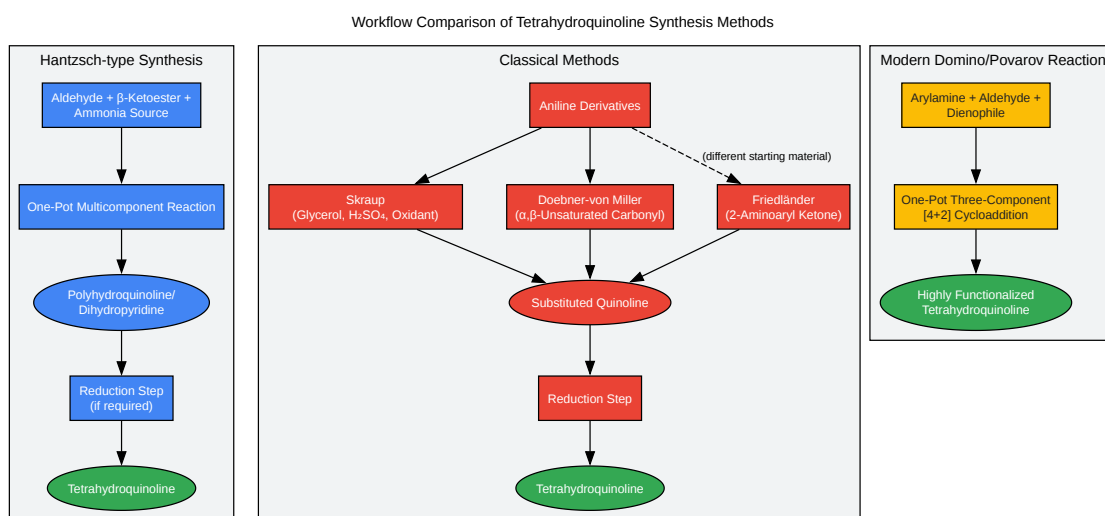 Workflow Comparison of Tetrahydroquinoline Synthesis Methods
Hantzsch-type Synthesis
Aldehyde + β-Ketoester +
Ammonia Source
One-Pot Multicomponent Reaction
Polyhydroquinoline/
Dihydropyridine
Reduction Step
(if required)
Tetrahydroquinoline
Classical Methods
Aniline Derivatives
(different starting material)
Skraup
(Glycerol, H₂SO₄, Oxidant)
Doebner-von Miller
(α,β-Unsaturated Carbonyl)
Friedländer
(2-Aminoaryl Ketone)
Substituted Quinoline
Reduction Step
Tetrahydroquinoline
Modern Domino/Povarov Reaction
Arylamine + Aldehyde +
Dienophile
One-Pot Three-Component
[4+2] Cycloaddition
Highly Functionalized
Tetrahydroquinoline